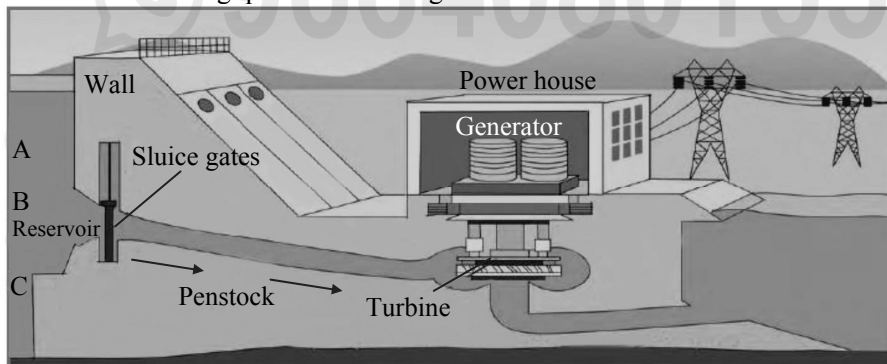 Wall
Power house
Generator
A
Sluice gates
B
Reservoir
C
Penstock
Turbine